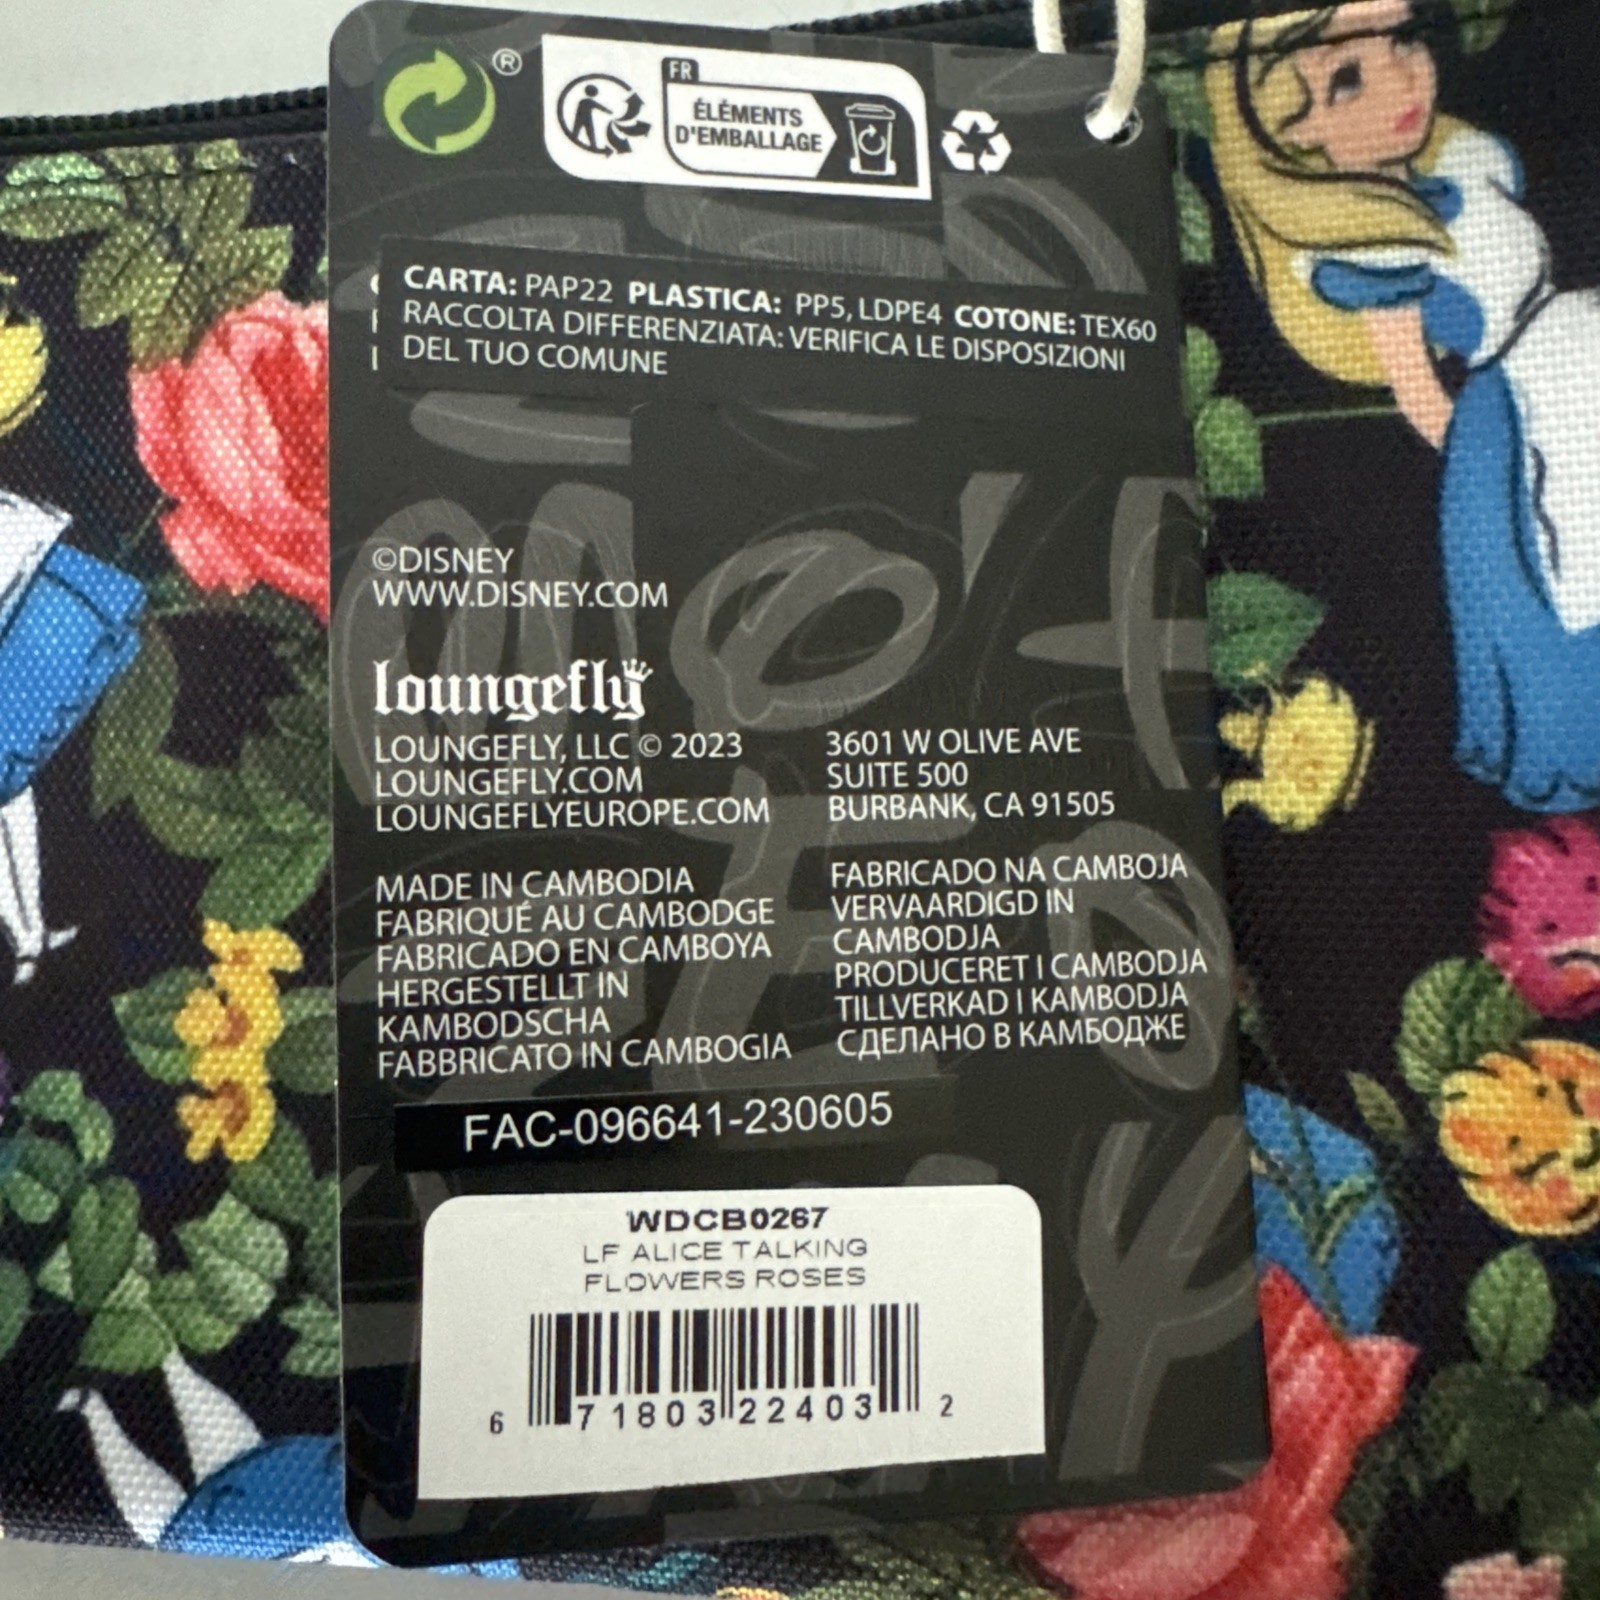 ®
FR
ÉLÉMENTS
D'EMBALLAGE
CARTA: PAP22 PLASTICA: PP5, LDPE4 COTONE: TEX60
RACCOLTA DIFFERENZIATA: VERIFICA LE DISPOSIZIONI
DEL TUO COMUNE
©DISNEY
WWW.DISNEY.COM
loungefly
LOUNGEFLY, LLC © 2023
LOUNGEFLY.COM
LOUNGEFLYEUROPE.COM
3601 W OLIVE AVE
SUITE 500
BURBANK, CA 91505
MADE IN CAMBODIA
FABRIQUÉ AU CAMBODGE
FABRICADO EN CAMBOYA
HERGESTELLT IN
KAMBODSCHA
FABBRICATO IN CAMBOGIA
FABRICADO NA CAMBOJA
VERVAARDIGD IN
CAMBODJA
PRODUCERET I CAMBODJA
TILLVERKAD I KAMBODJA
СДЕЛАНО В КАМБОДЖЕ
FAC-096641-230605
WDCB0267
LF ALICE TALKING
FLOWERS ROSES
6 71803 22403 2